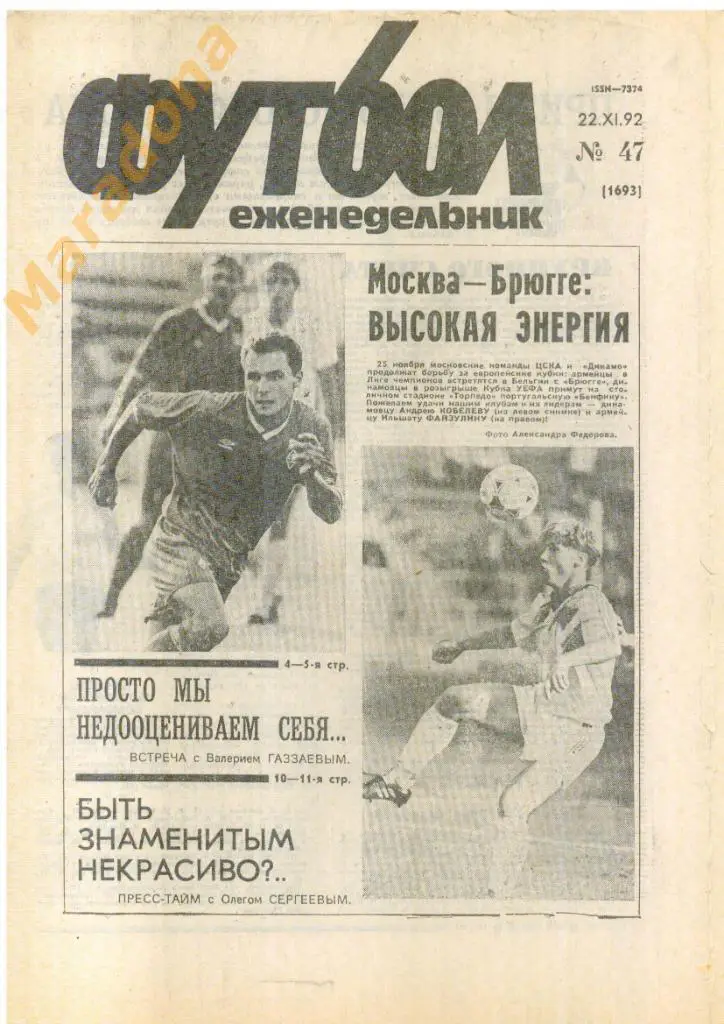 Maradona
ФУТБОЛ
еженедельник
ISSN—7374
22.XI.92
№ 47
(1693)
Москва—Брюгге:
ВЫСОКАЯ ЭНЕРГИЯ
25 ноября московские команды ЦСКА и «Динамо»
продолжат борьбу за европейские кубки: армейцы в
Лиге чемпионов встретятся в Бельгии с «Брюгге», ди-
намовцы в розыгрыше Кубка УЕФА примут на сто-
личном стадионе «Торпедо» португальскую «Бенфику».
Пожелаем удачи нашим клубам и их лидерам — дина-
мовцу Андрею КОБЕЛЕВУ (на левом снимке) и армей-
цу Ильшату ФАЙЗУЛИНУ (на правом)!
Фото Александра Федорова.
4—5-я стр.
ПРОСТО МЫ
НЕДООЦЕНИВАЕМ СЕБЯ...
ВСТРЕЧА с Валерием ГАЗЗАЕВЫМ.
10—11-я стр.
БЫТЬ
ЗНАМЕНИТЫМ
НЕКРАСИВО?..
ПРЕСС-ТАЙМ с Олегом СЕРГЕЕВЫМ.